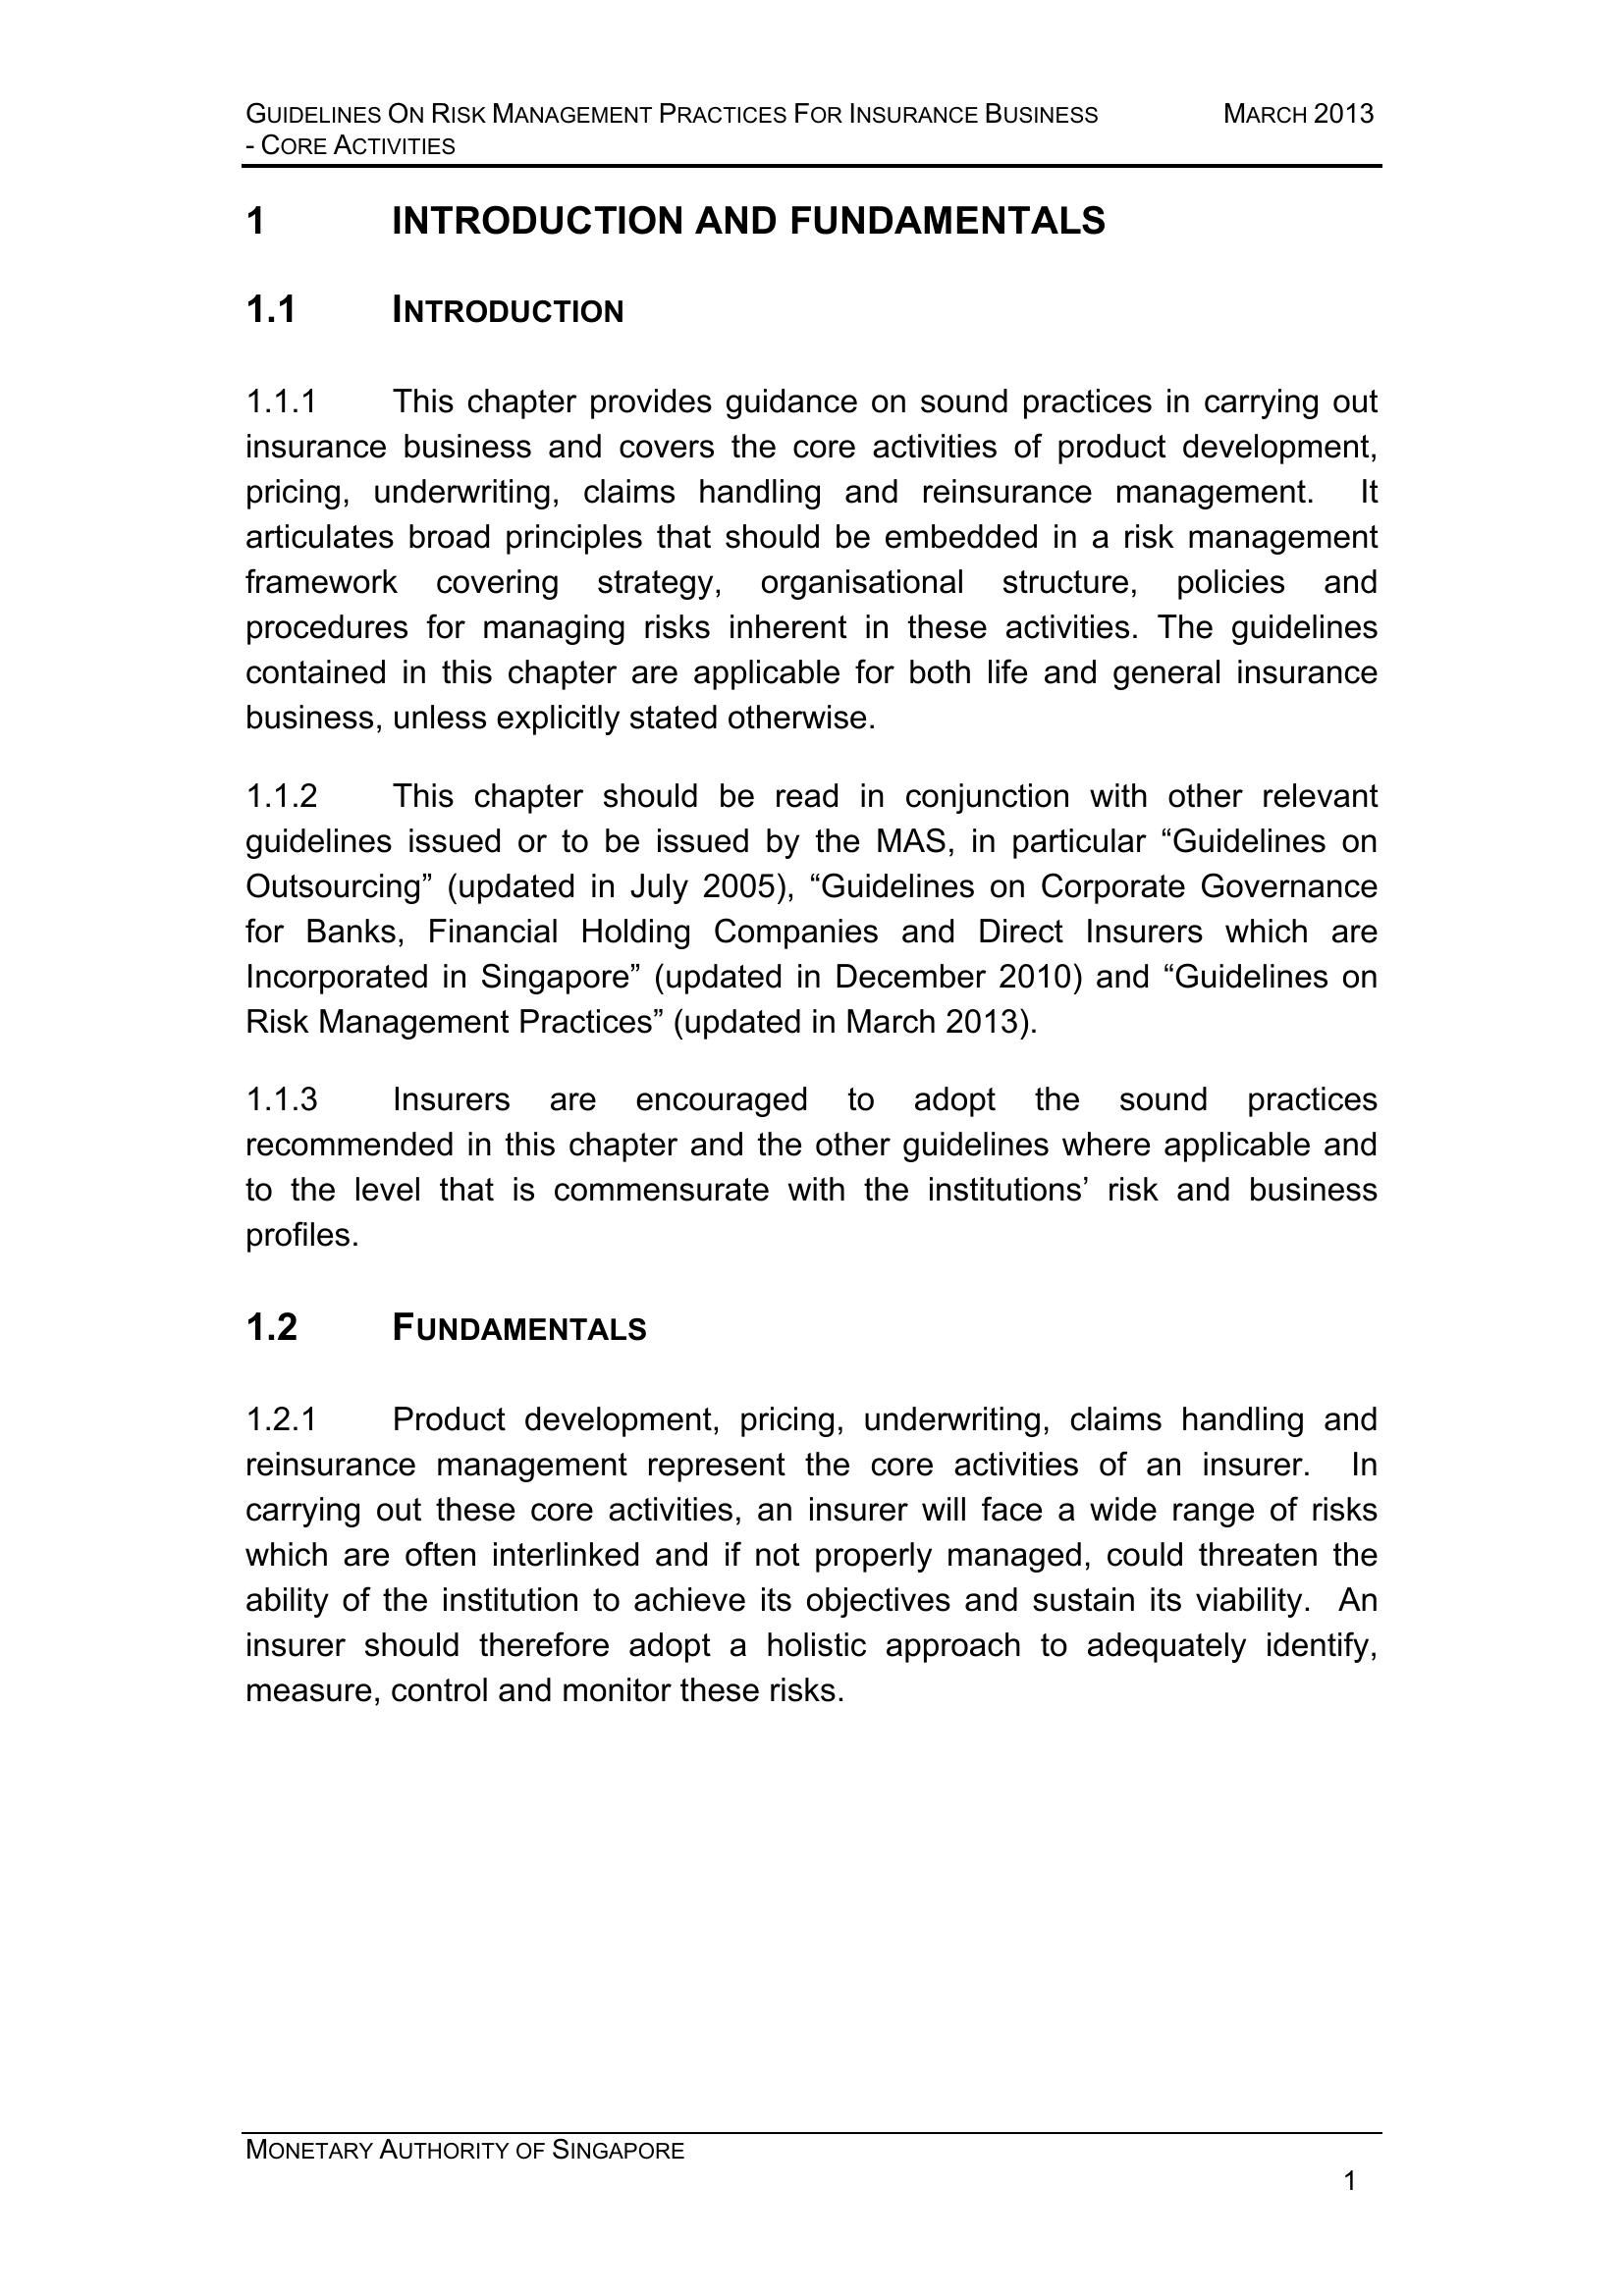 GUIDELINES ON RISK MANAGEMENT PRACTICES FOR INSURANCE BUSINESS MARCH 2013
- CORE ACTIVITIES
1 INTRODUCTION AND FUNDAMENTALS
1.1 INTRODUCTION
1.1.1 This chapter provides guidance on sound practices in carrying out
insurance business and covers the core activities of product development,
pricing, underwriting, claims handling and reinsurance management. It
articulates broad principles that should be embedded in a risk management
framework covering strategy, organisational structure, policies and
procedures for managing risks inherent in these activities. The guidelines
contained in this chapter are applicable for both life and general insurance
business, unless explicitly stated otherwise.
1.1.2 This chapter should be read in conjunction with other relevant
guidelines issued or to be issued by the MAS, in particular “Guidelines on
Outsourcing” (updated in July 2005), “Guidelines on Corporate Governance
for Banks, Financial Holding Companies and Direct Insurers which are
Incorporated in Singapore” (updated in December 2010) and “Guidelines on
Risk Management Practices” (updated in March 2013).
1.1.3 Insurers are encouraged to adopt the sound practices
recommended in this chapter and the other guidelines where applicable and
to the level that is commensurate with the institutions’ risk and business
profiles.
1.2 FUNDAMENTALS
1.2.1 Product development, pricing, underwriting, claims handling and
reinsurance management represent the core activities of an insurer. In
carrying out these core activities, an insurer will face a wide range of risks
which are often interlinked and if not properly managed, could threaten the
ability of the institution to achieve its objectives and sustain its viability. An
insurer should therefore adopt a holistic approach to adequately identify,
measure, control and monitor these risks.
MONETARY AUTHORITY OF SINGAPORE
1